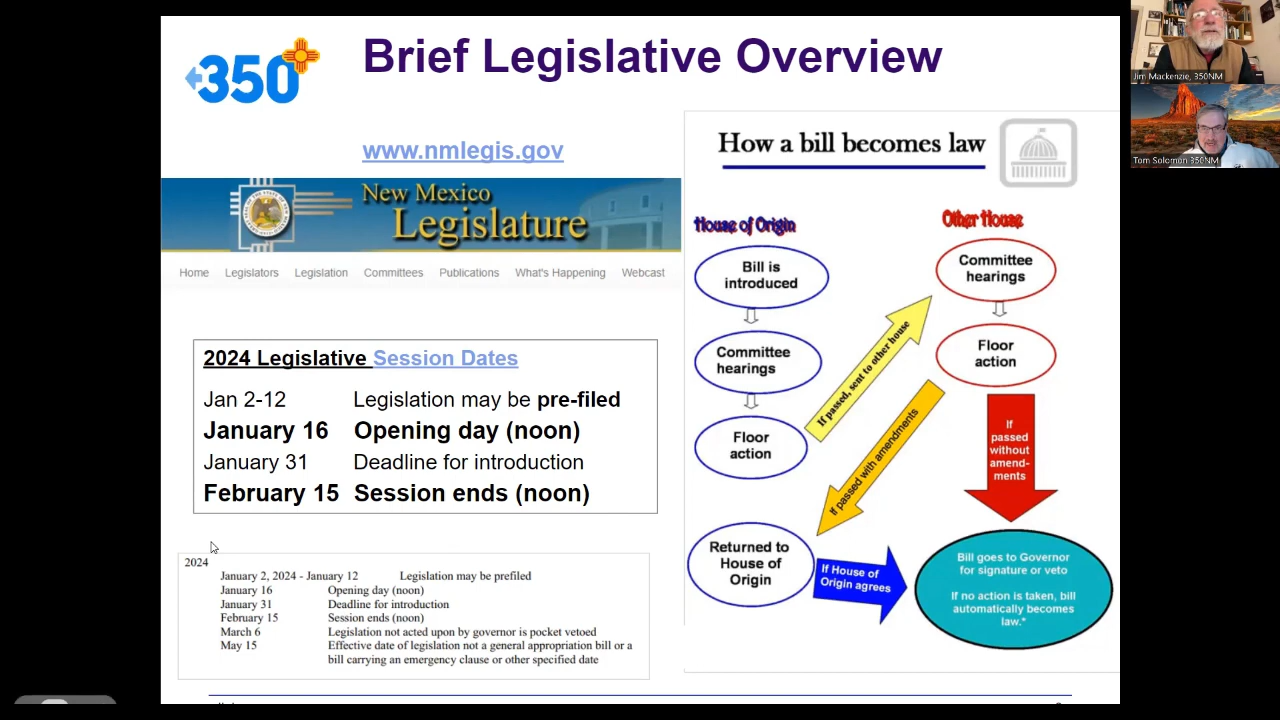 350
Brief Legislative Overview
www.nmlegis.gov
New Mexico
Legislature
Home Legislators Legislation Committees Publications What's Happening Webcast
2024 Legislative Session Dates
Jan 2-12 Legislation may be pre-filed
January 16 Opening day (noon)
January 31 Deadline for introduction
February 15 Session ends (noon)
2024
January 2, 2024 - January 12 Legislation may be prefiled
January 16 Opening day (noon)
January 31 Deadline for introduction
February 15 Session ends (noon)
March 6 Legislation not acted upon by governor is pocket vetoed
May 15 Effective date of legislation not a general appropriation bill or a
bill carrying an emergency clause or other specified date
How a bill becomes law
House of Origin
Bill is
introduced
Committee
hearings
Floor
action
If passed, sent to other house
Other House
Committee
hearings
Floor
action
If passed with amendments
If
passed
without
amend-
ments
Returned to
House of
Origin
If House of
Origin agrees
Bill goes to Governor
for signature or veto
If no action is taken, bill
automatically becomes
law.*
Jim Mackenzie, 350NM
Tom Solomon 350NM